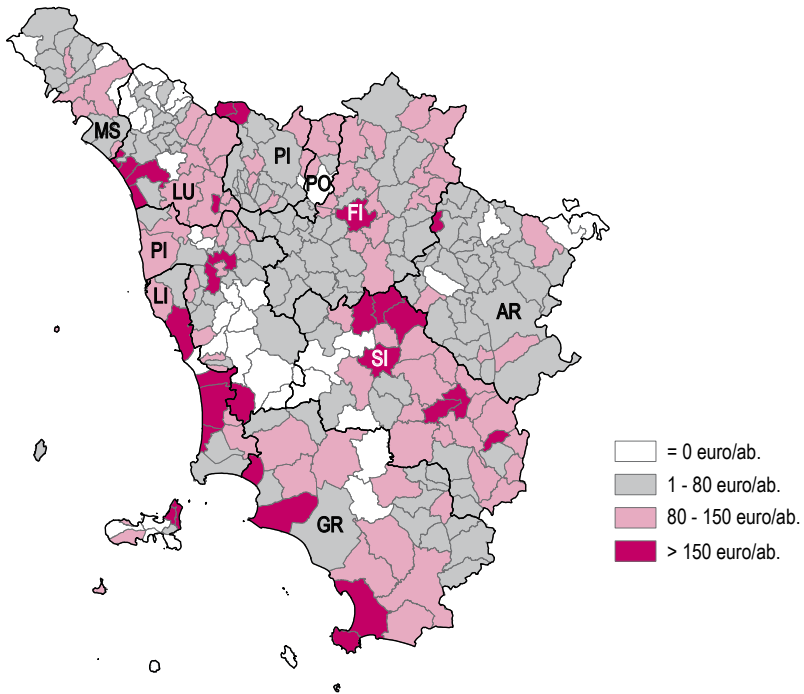 MS
PI
PO
LU
FI
PI
LI
AR
SI
GR
= 0 euro/ab.
1 - 80 euro/ab.
80 - 150 euro/ab.
> 150 euro/ab.